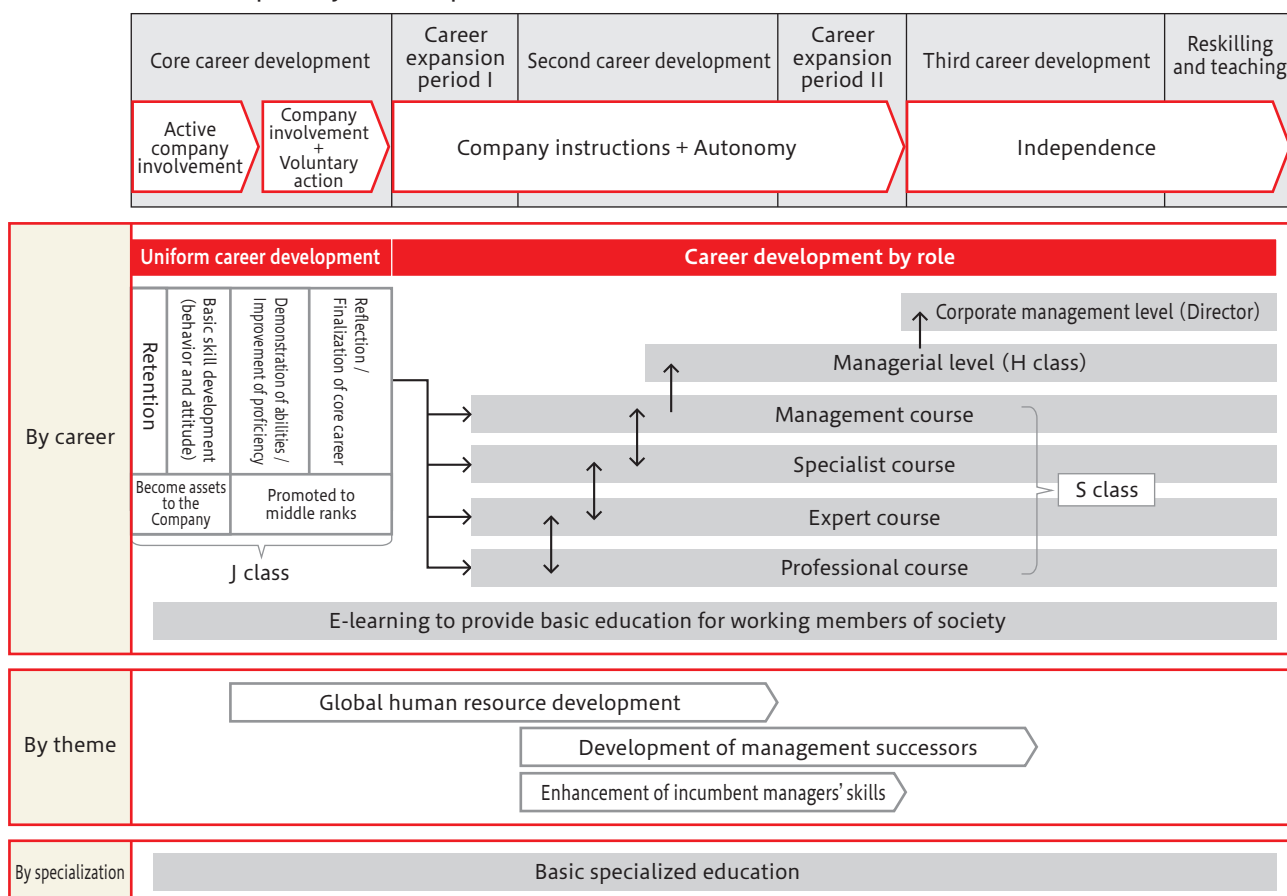 Core career development
Career
expansion
period I
Second career development
Career
expansion
period II
Third career development
Reskilling
and teaching
Active
company
involvement
Company
involvement
+
Voluntary
action
Company instructions + Autonomy
Independence
By career
Uniform career development
Career development by role
Retention
Basic skill development
(behavior and attitude)
Demonstration of abilities /
Improvement of proficiency
Reflection /
Finalization of core career
Become assets
to the
Company
Promoted to
middle ranks
J class
Corporate management level (Director)
Managerial level (H class)
Management course
Specialist course
Expert course
Professional course
S class
E-learning to provide basic education for working members of society
By theme
Global human resource development
Development of management successors
Enhancement of incumbent managers' skills
By specialization
Basic specialized education